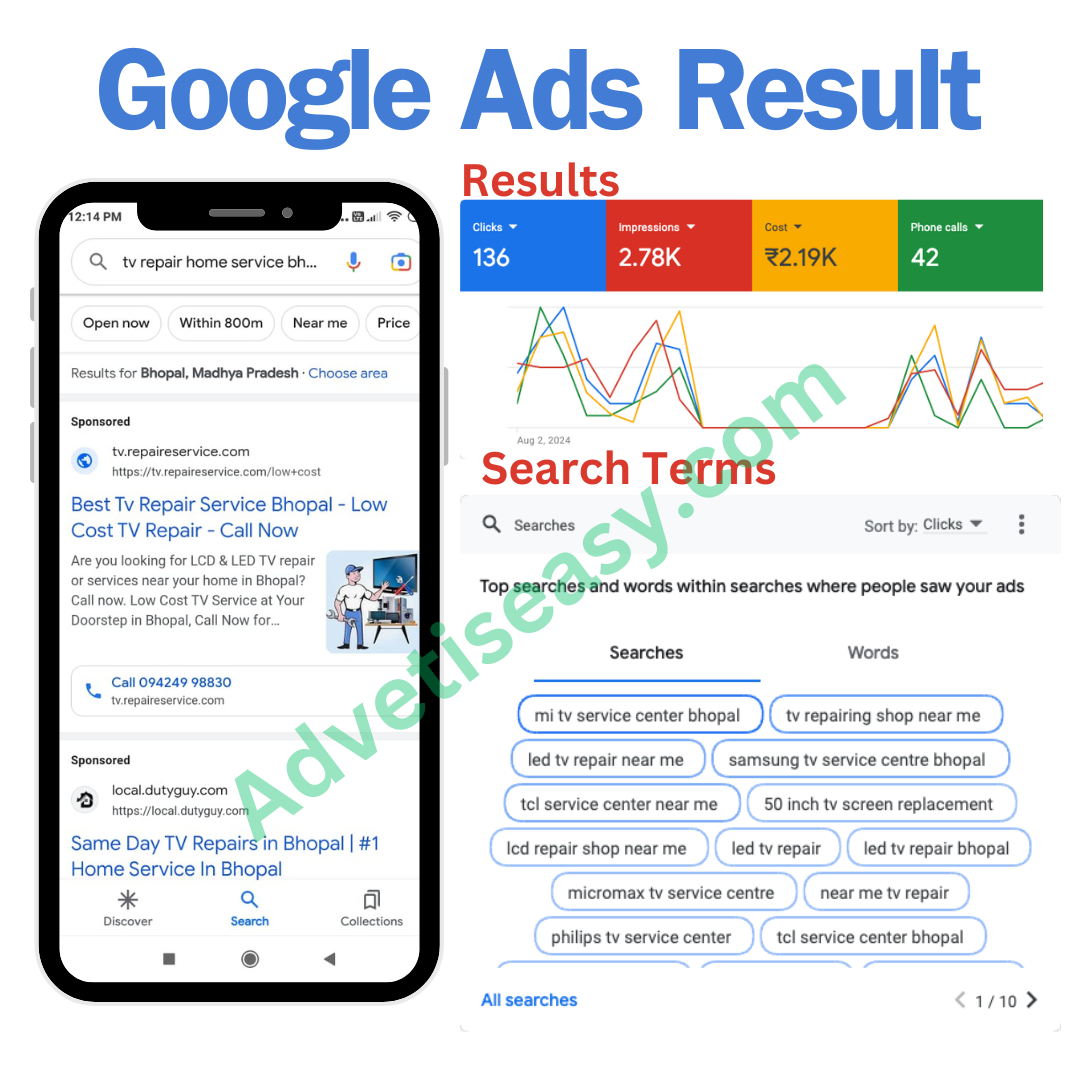 Google Ads Result
12:14 PM
tv repair home service bh...
Open now
Within 800m
Near me
Price
Results for Bhopal, Madhya Pradesh · Choose area
Sponsored
tv.repaireservice.com
https://tv.repaireservice.com/low+cost
Best Tv Repair Service Bhopal - Low
Cost TV Repair - Call Now
Are you looking for LCD & LED TV repair
or services near your home in Bhopal?
Call now. Low Cost TV Service at Your
Doorstep in Bhopal, Call Now for...
Call 094249 98830
tv.repaireservice.com
Sponsored
local.dutyguy.com
https://local.dutyguy.com
Same Day TV Repairs in Bhopal | #1
Home Service In Bhopal
Discover
Search
Collections
Results
Clicks
136
Impressions
2.78K
Cost
₹2.19K
Phone calls
42
Aug 2, 2024
Search Terms
Searches
Sort by: Clicks
Top searches and words within searches where people saw your ads
Searches
Words
mi tv service center bhopal
tv repairing shop near me
led tv repair near me
samsung tv service centre bhopal
tcl service center near me
50 inch tv screen replacement
lcd repair shop near me
led tv repair
led tv repair bhopal
micromax tv service centre
near me tv repair
philips tv service center
tcl service center bhopal
All searches
1 / 10
Advetiseasy.com